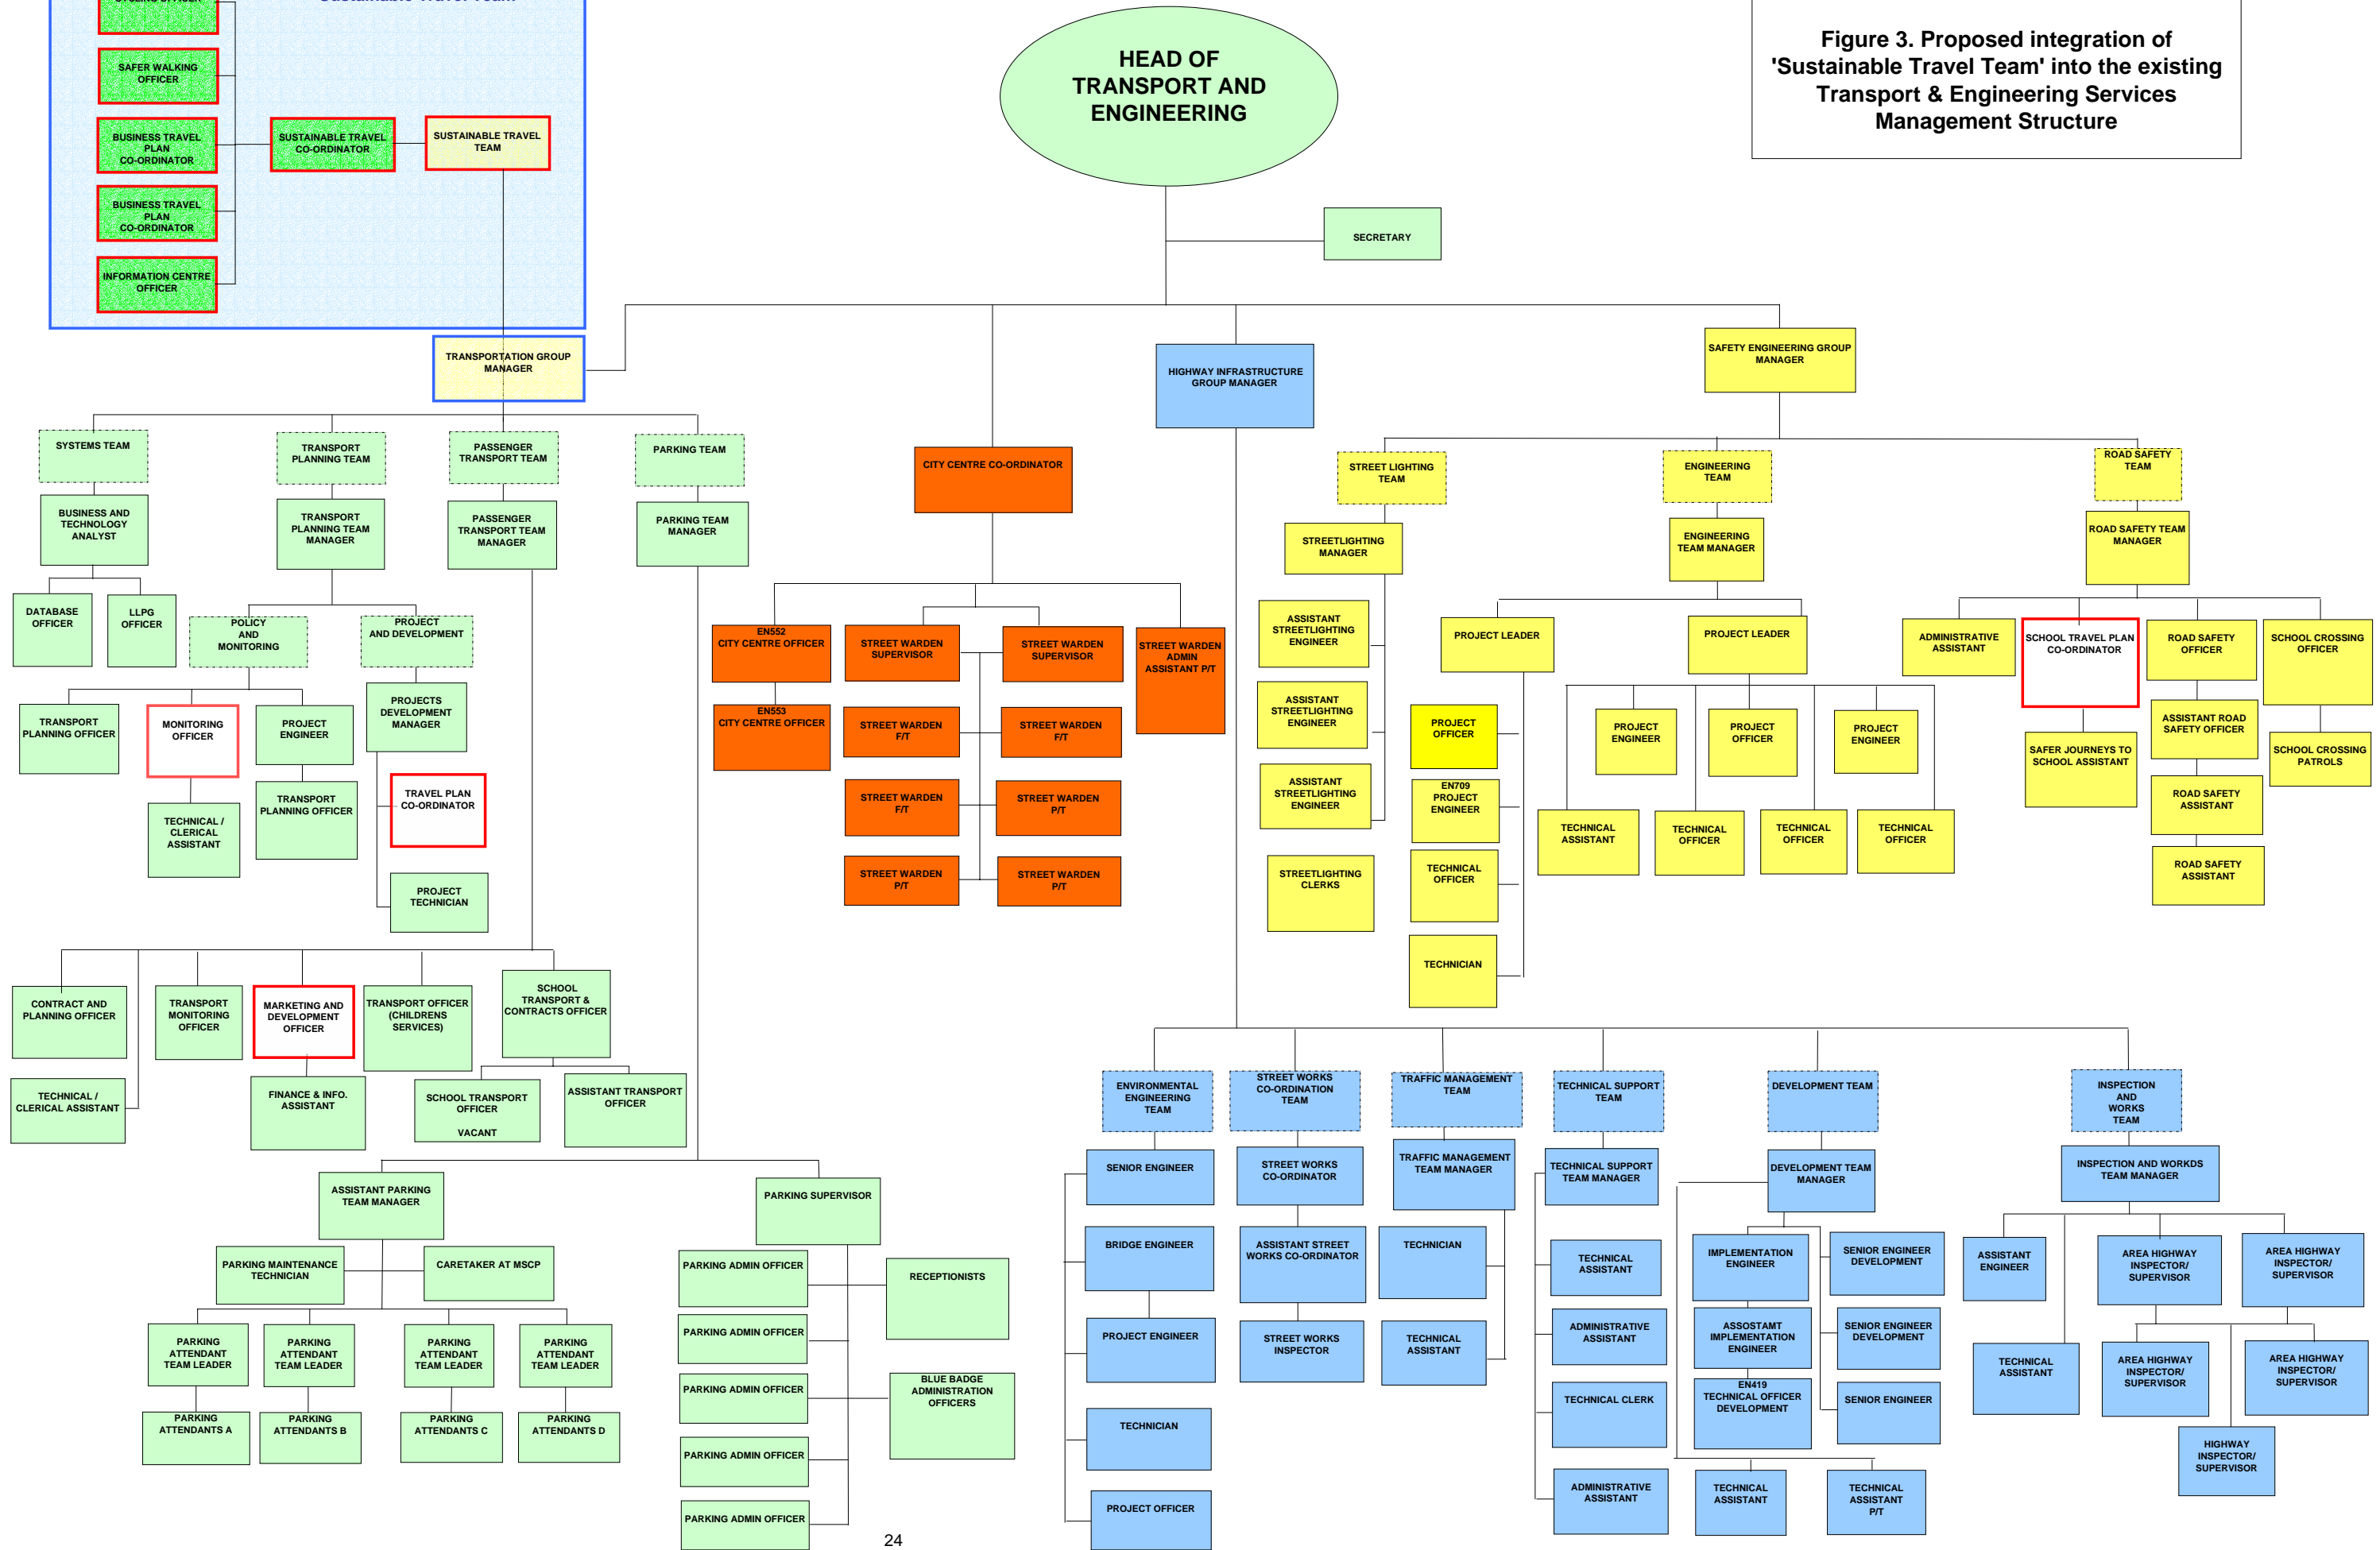 CYCLING OFFICER
Sustainable Travel Team
SAFER WALKING
OFFICER
BUSINESS TRAVEL
PLAN
CO-ORDINATOR
SUSTAINABLE TRAVEL
CO-ORDINATOR
SUSTAINABLE TRAVEL
TEAM
BUSINESS TRAVEL
PLAN
CO-ORDINATOR
INFORMATION CENTRE
OFFICER
HEAD OF
TRANSPORT AND
ENGINEERING
Figure 3. Proposed integration of
'Sustainable Travel Team' into the existing
Transport & Engineering Services
Management Structure
SECRETARY
TRANSPORTATION GROUP
MANAGER
HIGHWAY INFRASTRUCTURE
GROUP MANAGER
SAFETY ENGINEERING GROUP
MANAGER
SYSTEMS TEAM
TRANSPORT
PLANNING TEAM
PASSENGER
TRANSPORT TEAM
PARKING TEAM
CITY CENTRE CO-ORDINATOR
STREET LIGHTING
TEAM
ENGINEERING
TEAM
ROAD SAFETY
TEAM
BUSINESS AND
TECHNOLOGY
ANALYST
TRANSPORT
PLANNING TEAM
MANAGER
PASSENGER
TRANSPORT TEAM
MANAGER
PARKING TEAM
MANAGER
STREETLIGHTING
MANAGER
ENGINEERING
TEAM MANAGER
ROAD SAFETY TEAM
MANAGER
DATABASE
OFFICER
LLPG
OFFICER
POLICY
AND
MONITORING
PROJECT
AND DEVELOPMENT
EN552
CITY CENTRE OFFICER
STREET WARDEN
SUPERVISOR
STREET WARDEN
SUPERVISOR
STREET WARDEN
ADMIN
ASSISTANT P/T
ASSISTANT
STREETLIGHTING
ENGINEER
PROJECT LEADER
PROJECT LEADER
ADMINISTRATIVE
ASSISTANT
SCHOOL TRAVEL PLAN
CO-ORDINATOR
ROAD SAFETY
OFFICER
SCHOOL CROSSING
OFFICER
TRANSPORT
PLANNING OFFICER
MONITORING
OFFICER
PROJECT
ENGINEER
PROJECTS
DEVELOPMENT
MANAGER
EN553
CITY CENTRE OFFICER
STREET WARDEN
F/T
STREET WARDEN
F/T
ASSISTANT
STREETLIGHTING
ENGINEER
PROJECT
OFFICER
PROJECT
ENGINEER
PROJECT
OFFICER
PROJECT
ENGINEER
SAFER JOURNEYS TO
SCHOOL ASSISTANT
ASSISTANT ROAD
SAFETY OFFICER
SCHOOL CROSSING
PATROLS
TECHNICAL /
CLERICAL
ASSISTANT
TRANSPORT
PLANNING OFFICER
TRAVEL PLAN
CO-ORDINATOR
STREET WARDEN
F/T
STREET WARDEN
P/T
ASSISTANT
STREETLIGHTING
ENGINEER
EN709
PROJECT
ENGINEER
TECHNICAL
ASSISTANT
TECHNICAL
OFFICER
TECHNICAL
OFFICER
TECHNICAL
OFFICER
ROAD SAFETY
ASSISTANT
PROJECT
TECHNICIAN
STREET WARDEN
P/T
STREET WARDEN
P/T
STREETLIGHTING
CLERKS
TECHNICAL
OFFICER
ROAD SAFETY
ASSISTANT
TECHNICIAN
CONTRACT AND
PLANNING OFFICER
TRANSPORT
MONITORING
OFFICER
MARKETING AND
DEVELOPMENT
OFFICER
TRANSPORT OFFICER
(CHILDRENS
SERVICES)
SCHOOL
TRANSPORT &
CONTRACTS OFFICER
TECHNICAL /
CLERICAL ASSISTANT
FINANCE & INFO.
ASSISTANT
SCHOOL TRANSPORT
OFFICER
VACANT
ASSISTANT TRANSPORT
OFFICER
ENVIRONMENTAL
ENGINEERING
TEAM
STREET WORKS
CO-ORDINATION
TEAM
TRAFFIC MANAGEMENT
TEAM
TECHNICAL SUPPORT
TEAM
DEVELOPMENT TEAM
INSPECTION
AND
WORKS
TEAM
ASSISTANT PARKING
TEAM MANAGER
PARKING SUPERVISOR
SENIOR ENGINEER
STREET WORKS
CO-ORDINATOR
TRAFFIC MANAGEMENT
TEAM MANAGER
TECHNICAL SUPPORT
TEAM MANAGER
DEVELOPMENT TEAM
MANAGER
INSPECTION AND WORKDS
TEAM MANAGER
PARKING MAINTENANCE
TECHNICIAN
CARETAKER AT MSCP
PARKING ADMIN OFFICER
RECEPTIONISTS
BRIDGE ENGINEER
ASSISTANT STREET
WORKS CO-ORDINATOR
TECHNICIAN
TECHNICAL
ASSISTANT
IMPLEMENTATION
ENGINEER
SENIOR ENGINEER
DEVELOPMENT
ASSISTANT
ENGINEER
AREA HIGHWAY
INSPECTOR/
SUPERVISOR
AREA HIGHWAY
INSPECTOR/
SUPERVISOR
PARKING
ATTENDANT
TEAM LEADER
PARKING
ATTENDANT
TEAM LEADER
PARKING
ATTENDANT
TEAM LEADER
PARKING
ATTENDANT
TEAM LEADER
PARKING ADMIN OFFICER
PROJECT ENGINEER
STREET WORKS
INSPECTOR
TECHNICAL
ASSISTANT
ADMINISTRATIVE
ASSISTANT
ASSOSTAMT
IMPLEMENTATION
ENGINEER
SENIOR ENGINEER
DEVELOPMENT
TECHNICAL
ASSISTANT
AREA HIGHWAY
INSPECTOR/
SUPERVISOR
AREA HIGHWAY
INSPECTOR/
SUPERVISOR
PARKING
ATTENDANTS A
PARKING
ATTENDANTS B
PARKING
ATTENDANTS C
PARKING
ATTENDANTS D
PARKING ADMIN OFFICER
BLUE BADGE
ADMINISTRATION
OFFICERS
TECHNICIAN
TECHNICAL CLERK
EN419
TECHNICAL OFFICER
DEVELOPMENT
SENIOR ENGINEER
HIGHWAY
INSPECTOR/
SUPERVISOR
PARKING ADMIN OFFICER
PROJECT OFFICER
ADMINISTRATIVE
ASSISTANT
TECHNICAL
ASSISTANT
TECHNICAL
ASSISTANT
P/T
PARKING ADMIN OFFICER
24